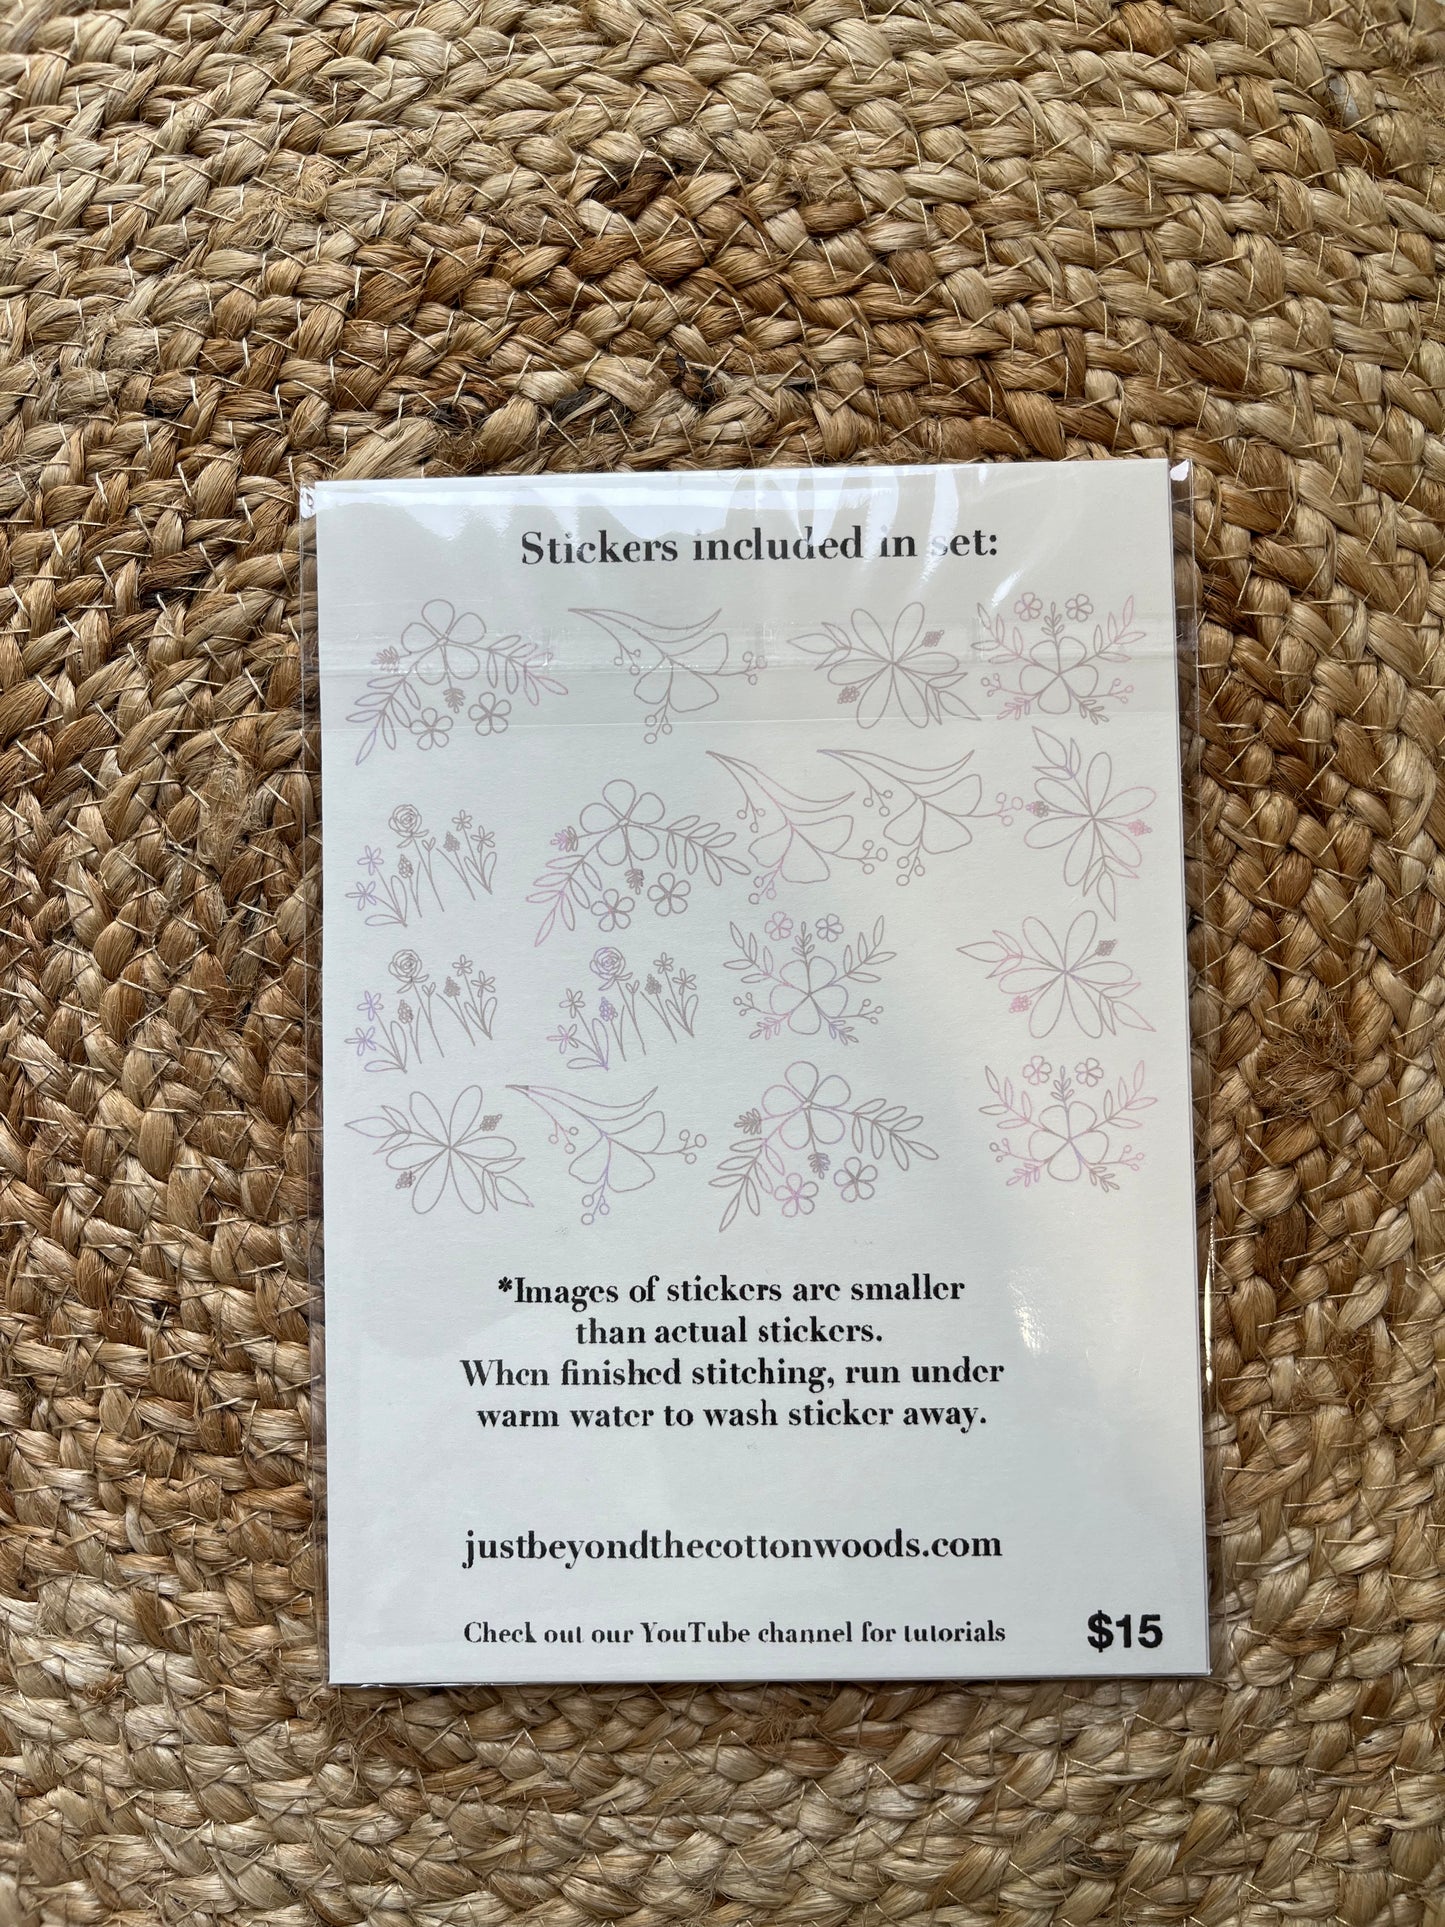 Stickers included in set:
*Images of stickers are smaller
than actual stickers.
When finished stitching, run under
warm water to wash sticker away.
justbeyondthecottonwoods.com
Check out our YouTube channel for tutorials
$15